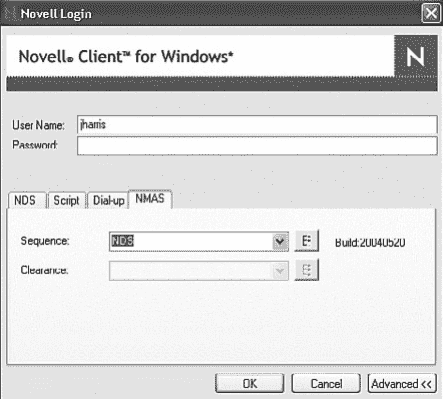 Novell Login
Novell® Client™ for Windows*
N
User Name: jharris
Password:
NDS Script Dial-up NMAS
Sequence: NDS Build:20040520
Clearance:
OK Cancel Advanced <<